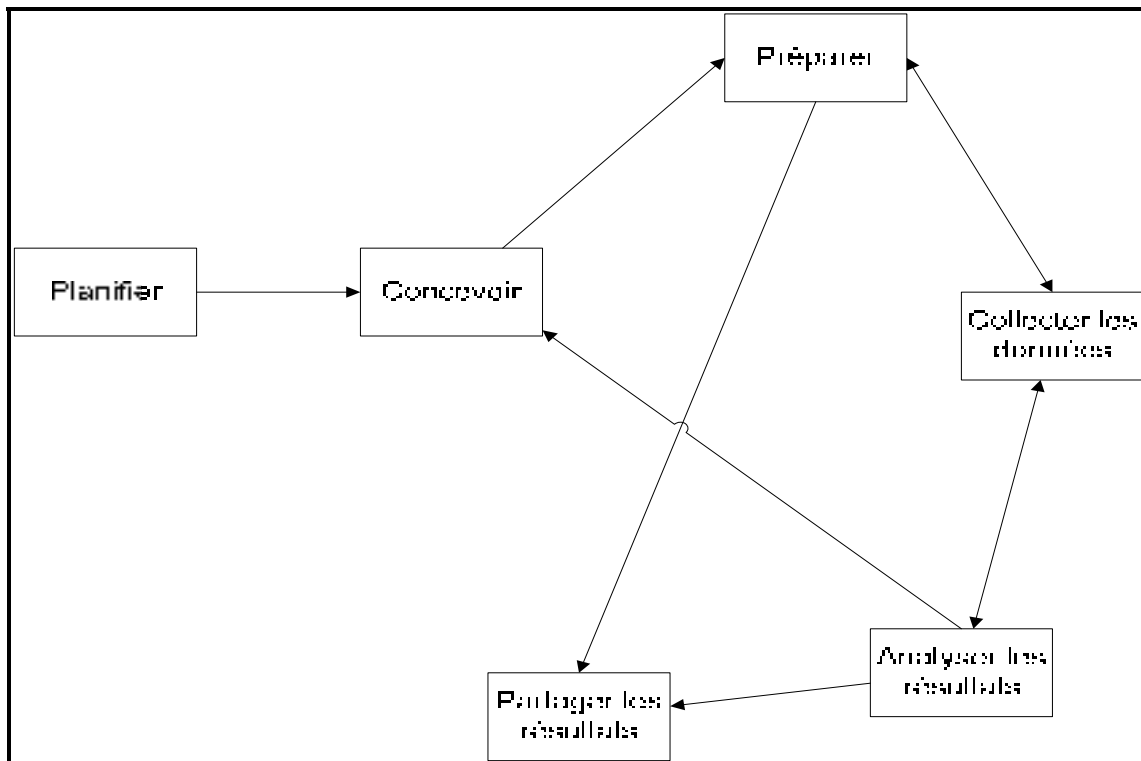 Préparer
Planifier
Concevoir
Collecter les
données
Analyser les
résultats
Partager les
résultats